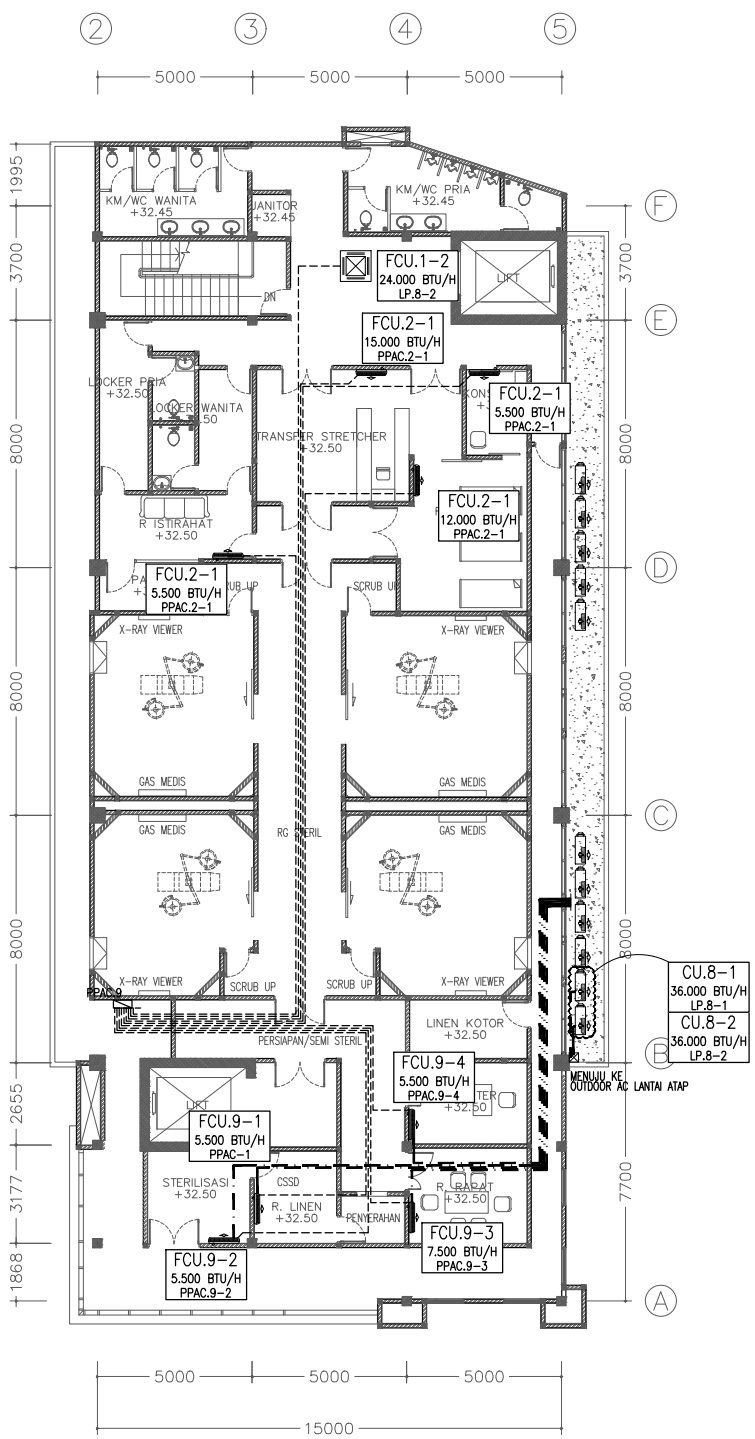 2
3
4
5
5000
5000
5000
1995
KM/WC WANITA
+32.45
JANITOR
+32.45
KM/WC PRIA
+32.45
F
3700
3700
DN
FCU.1-2
24.000 BTU/H
LP.8-2
LIFT
E
FCU.2-1
15.000 BTU/H
PPAC.2-1
LOCKER PRIA
+32.50
LOCKER WANITA
FCU.2-1
5.500 BTU/H
PPAC.2-1
TRANSFER STRETCHER
+32.50
8000
8000
FCU.2-1
12.000 BTU/H
PPAC.2-1
R ISTIRAHAT
+32.50
D
FCU.2-1
5.500 BTU/H
PPAC.2-1
SCRUB UP
X-RAY VIEWER
X-RAY VIEWER
8000
8000
GAS MEDIS
GAS MEDIS
C
GAS MEDIS
GAS MEDIS
RG STERIL
8000
8000
CU.8-1
36.000 BTU/H
LP.8-1
CU.8-2
36.000 BTU/H
LP.8-2
X-RAY VIEWER
SCRUB UP
SCRUB UP
X-RAY VIEWER
PPAC.9
LINEN KOTOR
+32.50
PERSIAPAN/SEMI STERIL
B
MENUJU KE
OUTDOOR AC LANTAI ATAP
FCU.9-4
5.500 BTU/H
PPAC.9-4
+32.50
2655
LIFT
FCU.9-1
5.500 BTU/H
PPAC-1
7700
3177
STERILISASI
+32.50
CSSD
R. LINEN
+32.50
PENYERAHAN
R. RAPAT
+32.50
FCU.9-3
7.500 BTU/H
PPAC.9-3
FCU.9-2
5.500 BTU/H
PPAC.9-2
1868
A
5000
5000
5000
15000